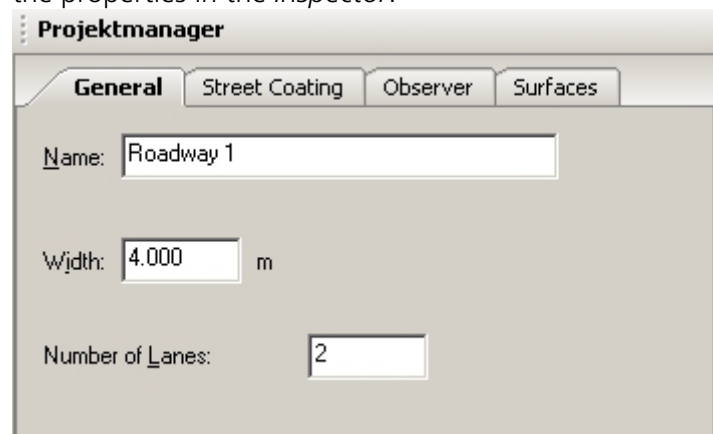 the properties in the Inspector.
Projektmanager
General Street Coating Observer Surfaces
Name: Roadway 1
Width: 4.000 m
Number of Lanes: 2